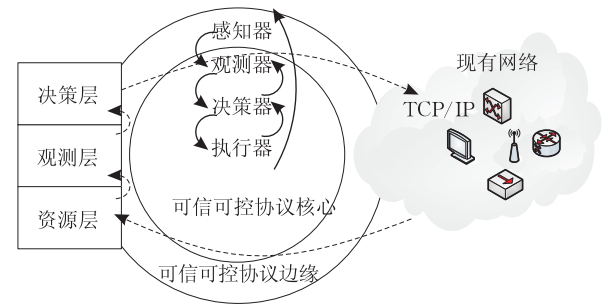 感知器
观测器
决策器
执行器
决策层
观测层
资源层
可信可控协议核心
可信可控协议边缘
现有网络
TCP/IP